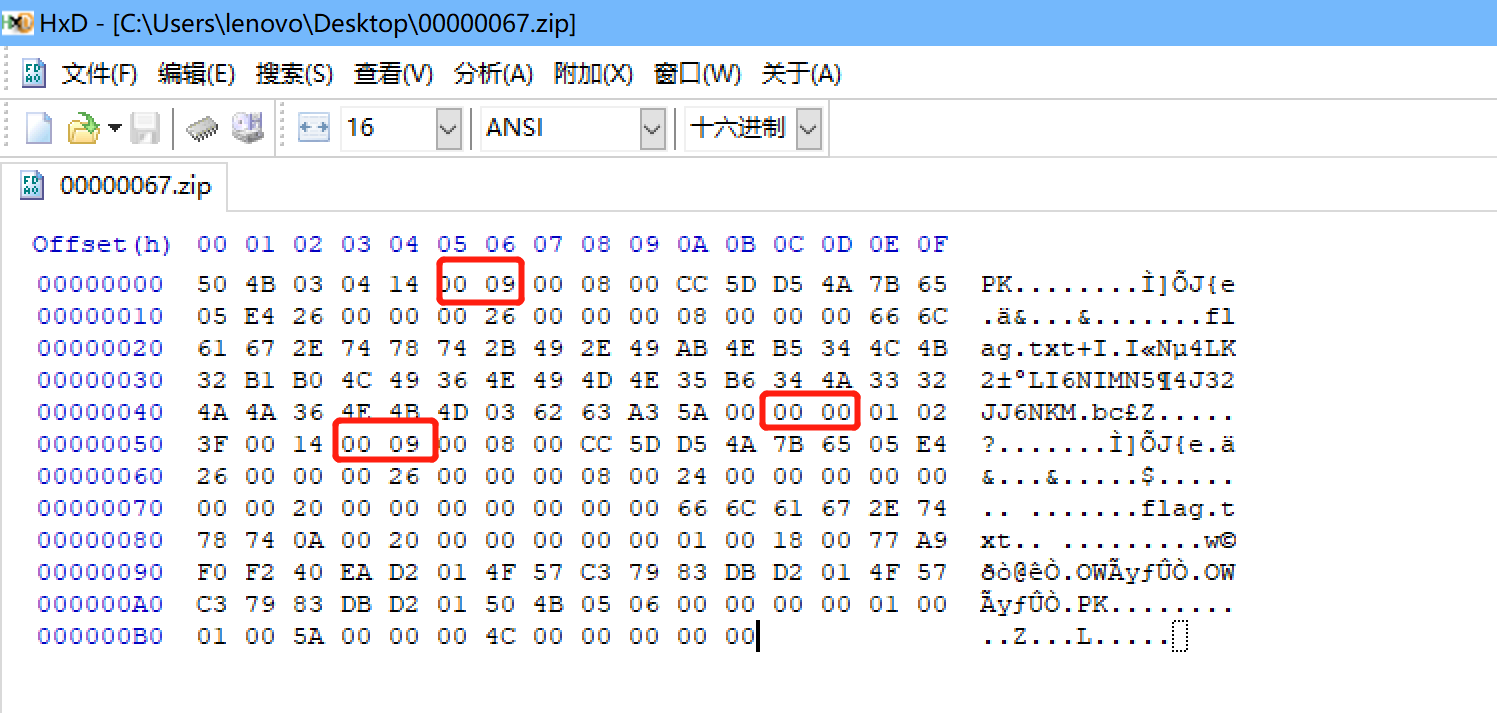 HxD - [C:\Users\lenovo\Desktop\00000067.zip]
文件(F) 编辑(E) 搜索(S) 查看(V) 分析(A) 附加(X) 窗口(W) 关于(A)
16 ANSI 十六进制
00000067.zip
Offset(h) 00 01 02 03 04 05 06 07 08 09 0A 0B 0C 0D 0E 0F
00000000 50 4B 03 04 14 00 09 00 08 00 CC 5D D5 4A 7B 65 PK........Ì]ÕJ{e
00000010 05 E4 26 00 00 00 26 00 00 00 08 00 00 00 66 6C .ä&...&.......fl
00000020 61 67 2E 74 78 74 2B 49 2E 49 AB 4E B5 34 4C 4B ag.txt+I.I«Nµ4LK
00000030 32 B1 B0 4C 49 36 4E 49 4D 4E 35 B6 34 4A 33 32 2±°LI6NIMN5¶4J32
00000040 4A 4A 36 4E 4B 4D 03 62 63 A3 5A 00 00 00 01 02 JJ6NKM.bc£Z.....
00000050 3F 00 14 00 09 00 08 00 CC 5D D5 4A 7B 65 05 E4 ?.......Ì]ÕJ{e.ä
00000060 26 00 00 00 26 00 00 00 08 00 24 00 00 00 00 00 &...&.....$.....
00000070 00 00 20 00 00 00 00 00 00 00 66 6C 61 67 2E 74 .. .......flag.t
00000080 78 74 0A 00 20 00 00 00 00 00 01 00 18 00 77 A9 xt.. .........w©
00000090 F0 F2 40 EA D2 01 4F 57 C3 79 83 DB D2 01 4F 57 ðò@êÒ.OWÃyƒÛÒ.OW
000000A0 C3 79 83 DB D2 01 50 4B 05 06 00 00 00 00 01 00 ÃyƒÛÒ.PK........
000000B0 01 00 5A 00 00 00 4C 00 00 00 00 00 ..Z...L.....